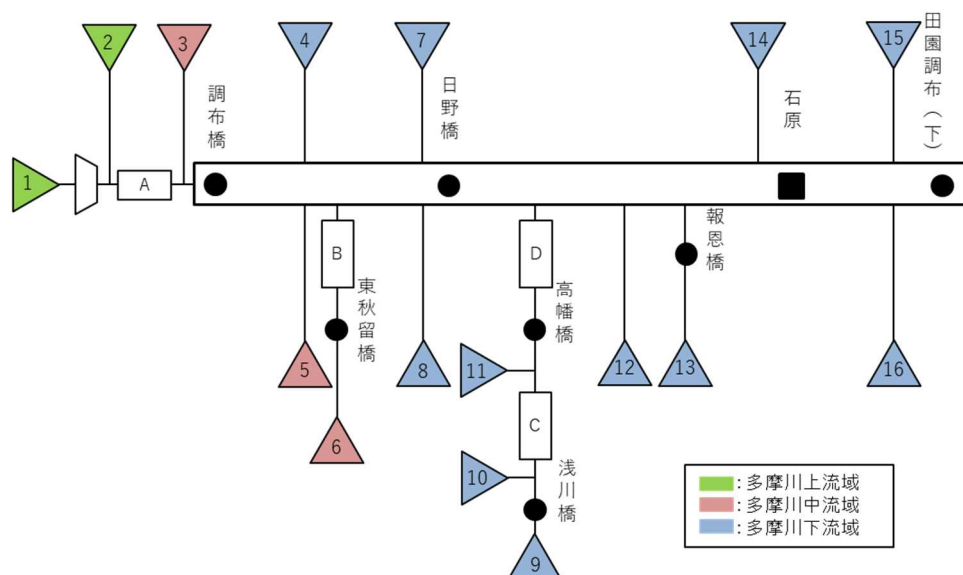 2
3
4
7
14
15
田園調布（下）
調布橋
日野橋
石原
1
A
報恩橋
B
D
東秋留橋
高幡橋
5
8
11
12
13
16
6
C
10
浅川橋
9
:多摩川上流域
:多摩川中流域
:多摩川下流域